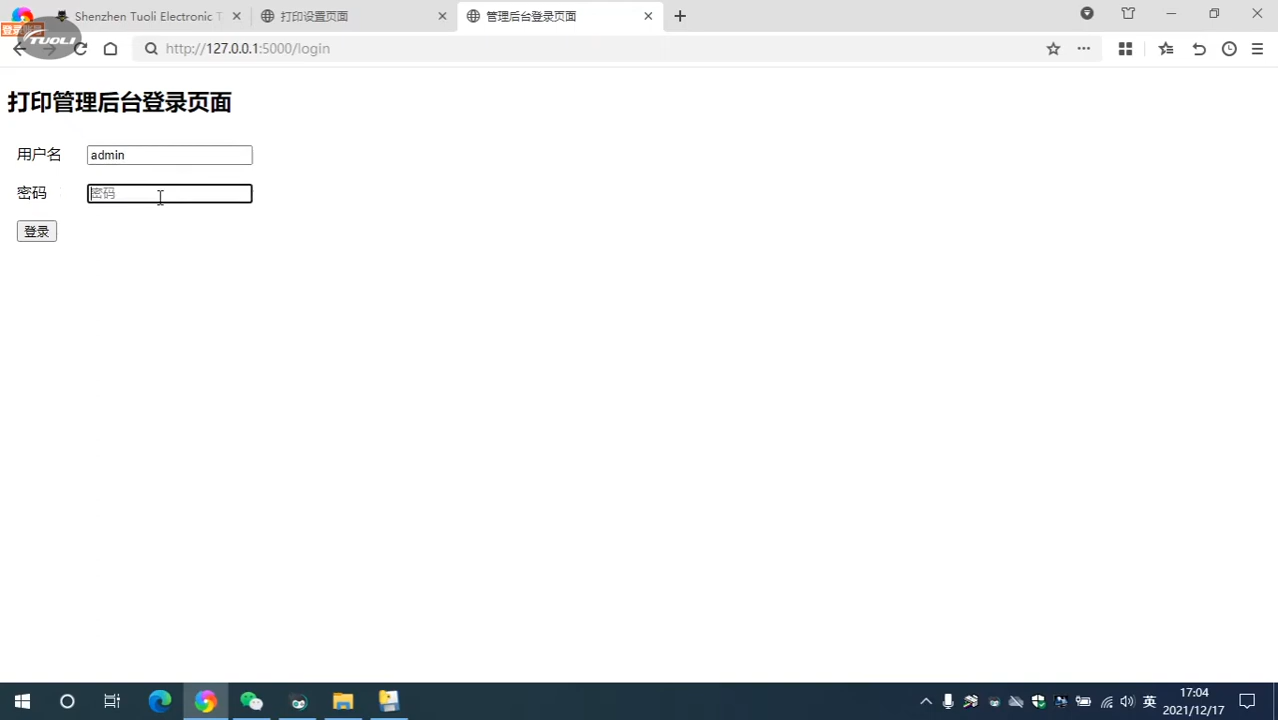 Shenzhen Tuoli Electronic T
打印设置页面
管理后台登录页面
TUOLI
http://127.0.0.1:5000/login
打印管理后台登录页面
用户名 admin
密码 密码
登录
英
17:04
2021/12/17